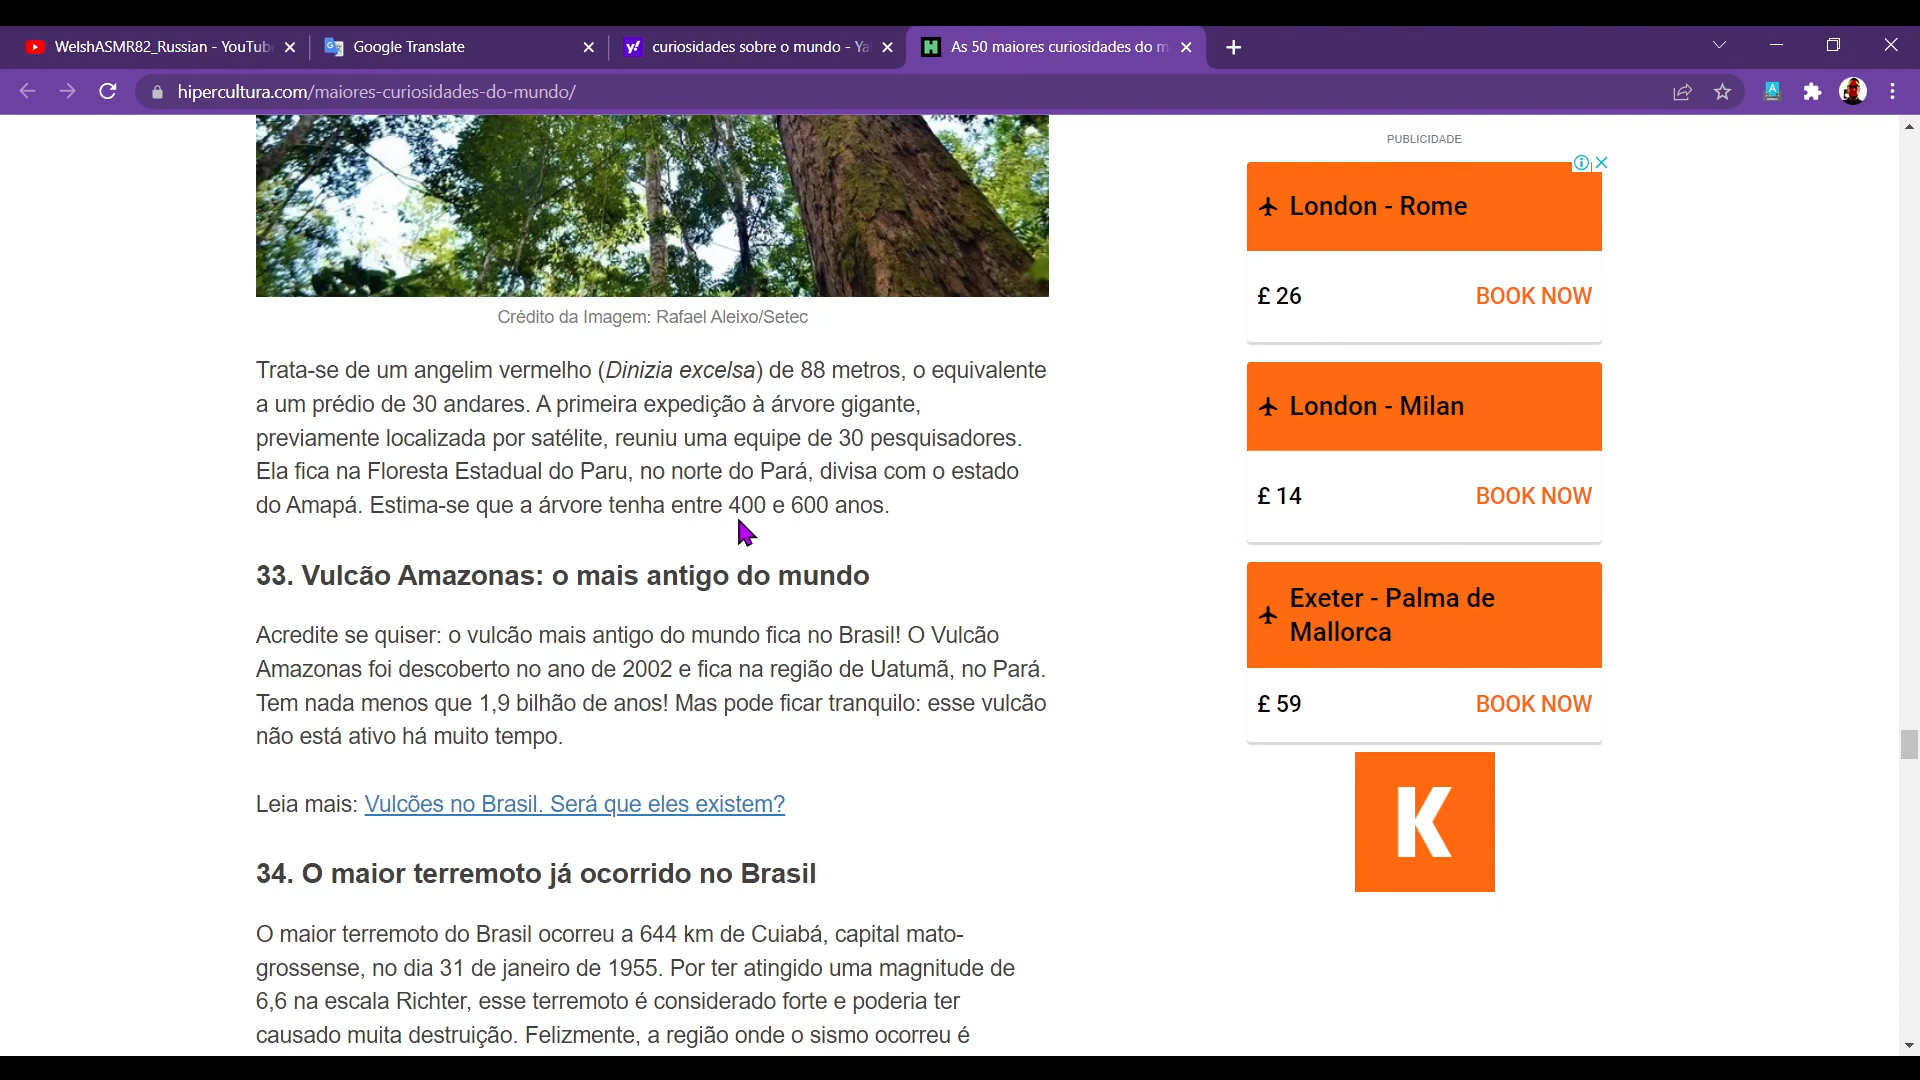 WelshASMR82_Russian - YouTub
Google Translate
curiosidades sobre o mundo - Ya
As 50 maiores curiosidades do m
hipercultura.com/maiores-curiosidades-do-mundo/
Crédito da Imagem: Rafael Aleixo/Setec
Trata-se de um angelim vermelho (Dinizia excelsa) de 88 metros, o equivalente
a um prédio de 30 andares. A primeira expedição à árvore gigante,
previamente localizada por satélite, reuniu uma equipe de 30 pesquisadores.
Ela fica na Floresta Estadual do Paru, no norte do Pará, divisa com o estado
do Amapá. Estima-se que a árvore tenha entre 400 e 600 anos.
33. Vulcão Amazonas: o mais antigo do mundo
Acredite se quiser: o vulcão mais antigo do mundo fica no Brasil! O Vulcão
Amazonas foi descoberto no ano de 2002 e fica na região de Uatumã, no Pará.
Tem nada menos que 1,9 bilhão de anos! Mas pode ficar tranquilo: esse vulcão
não está ativo há muito tempo.
Leia mais: Vulcões no Brasil. Será que eles existem?
34. O maior terremoto já ocorrido no Brasil
O maior terremoto do Brasil ocorreu a 644 km de Cuiabá, capital mato-
grossense, no dia 31 de janeiro de 1955. Por ter atingido uma magnitude de
6,6 na escala Richter, esse terremoto é considerado forte e poderia ter
causado muita destruição. Felizmente, a região onde o sismo ocorreu é
PUBLICIDADE
London - Rome
£ 26 BOOK NOW
London - Milan
£ 14 BOOK NOW
Exeter - Palma de
Mallorca
£ 59 BOOK NOW
K